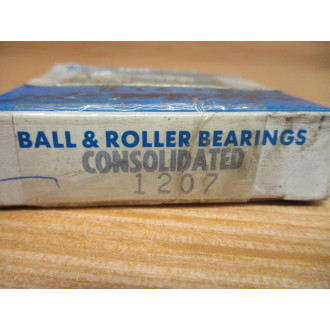 BALL & ROLLER BEARINGS
CONSOLIDATED
1207